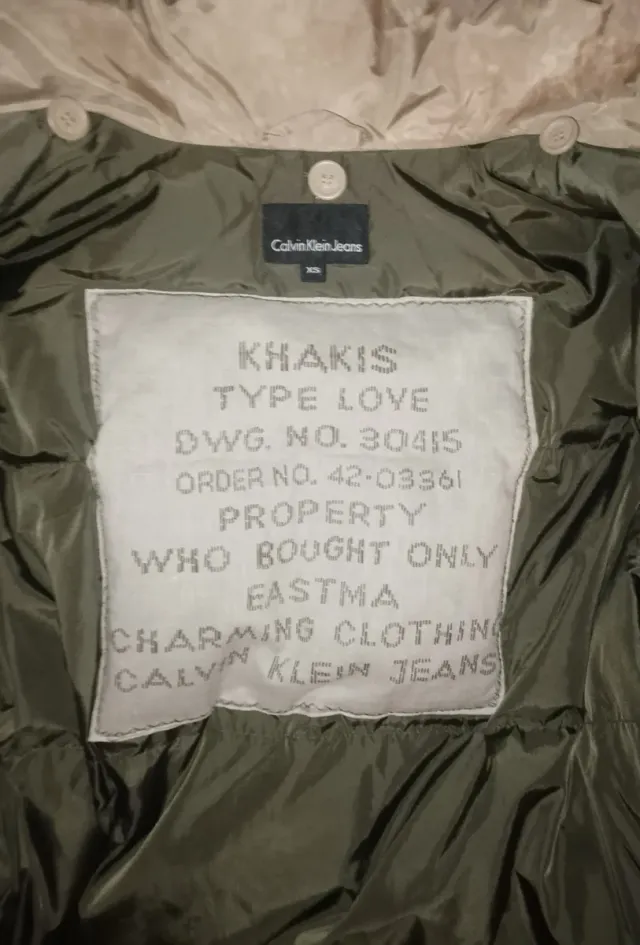 Calvin Klein Jeans
XS
KHAKIS
TYPE LOVE
DWG. NO. 30415
ORDER NO. 42-03361
PROPERTY
WHO BOUGHT ONLY
EASTMA
CHARMING CLOTHING
CALVIN KLEIN JEANS